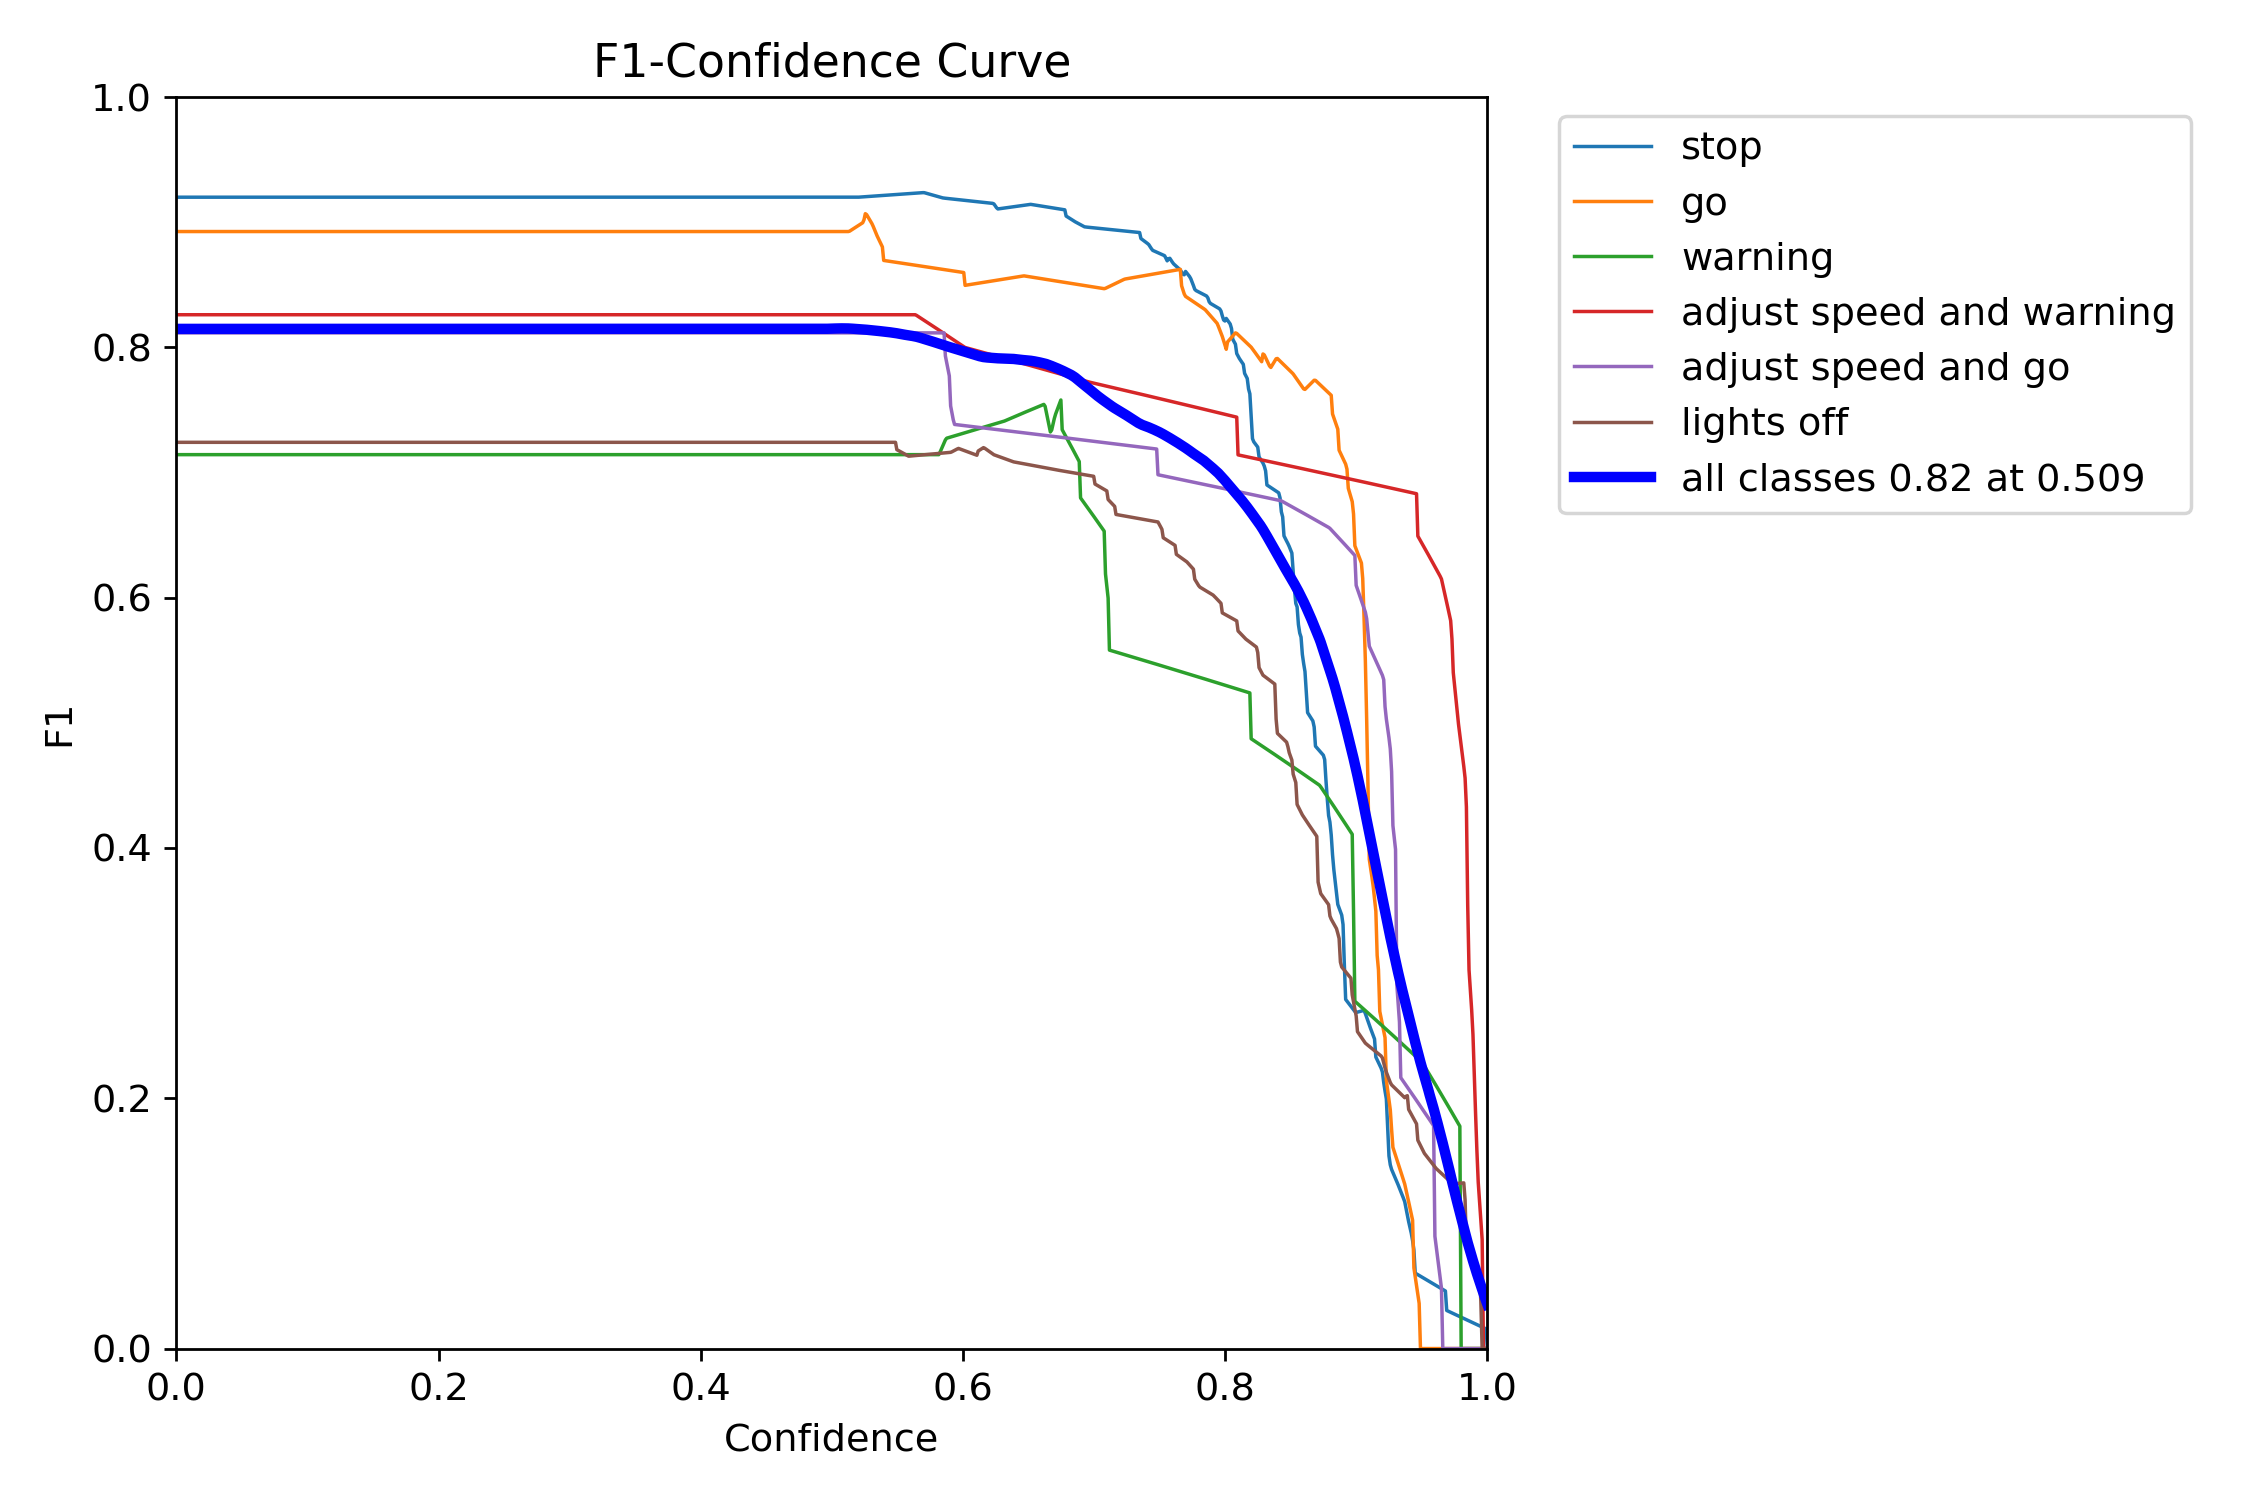 F1-Confidence Curve
1.0
0.8
0.6
0.4
0.2
0.0
F1
0.0 0.2 0.4 0.6 0.8 1.0
Confidence
stop
go
warning
adjust speed and warning
adjust speed and go
lights off
all classes 0.82 at 0.509